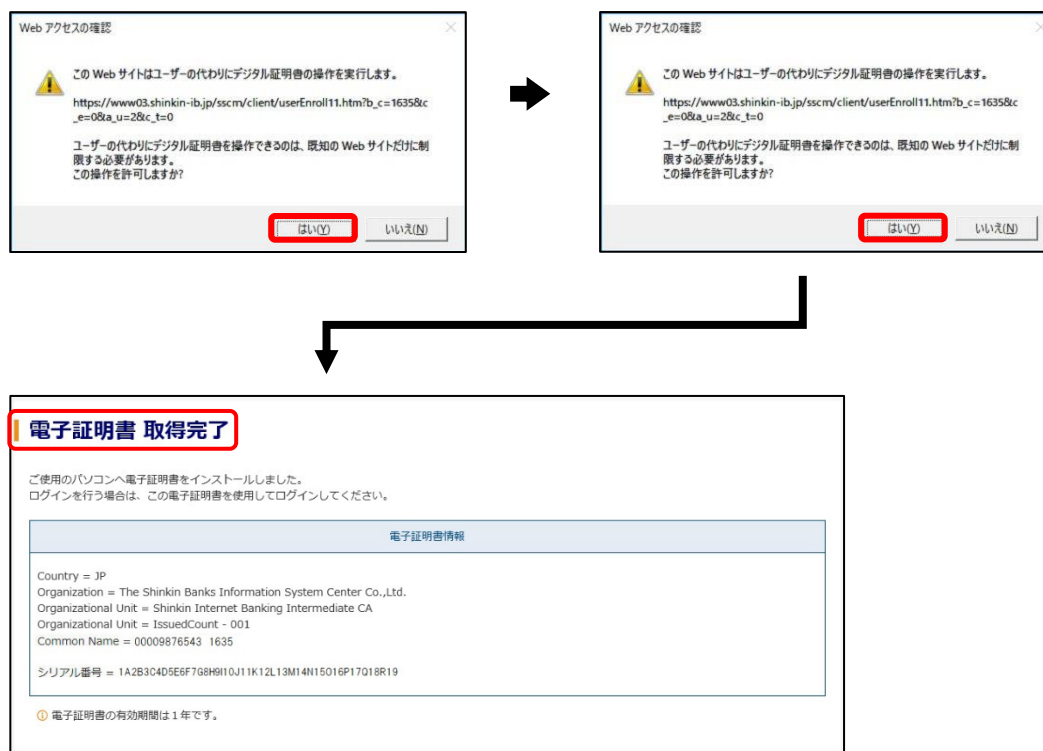 Web アクセスの確認
この Web サイトはユーザーの代わりにデジタル証明書の操作を実行します。
https://www03.shinkin-ib.jp/sscm/client/userEnroll11.htm?b_c=1635&c
_e=0&a_u=2&c_t=0
ユーザーの代わりにデジタル証明書を操作できるのは、既知の Web サイトだけに制
限する必要があります。
この操作を許可しますか?
はい(Y)
いいえ(N)
Web アクセスの確認
この Web サイトはユーザーの代わりにデジタル証明書の操作を実行します。
https://www03.shinkin-ib.jp/sscm/client/userEnroll11.htm?b_c=1635&c
_e=0&a_u=2&c_t=0
ユーザーの代わりにデジタル証明書を操作できるのは、既知の Web サイトだけに制
限する必要があります。
この操作を許可しますか?
はい(Y)
いいえ(N)
電子証明書 取得完了
ご使用のパソコンへ電子証明書をインストールしました。
ログインを行う場合は、この電子証明書を使用してログインしてください。
電子証明書情報
Country = JP
Organization = The Shinkin Banks Information System Center Co.,Ltd.
Organizational Unit = Shinkin Internet Banking Intermediate CA
Organizational Unit = IssuedCount - 001
Common Name = 00009876543 1635
シリアル番号 = 1A2B3C4D5E6F7G8H9I10J11K12L13M14N15O16P17Q18R19
電子証明書の有効期間は1年です。